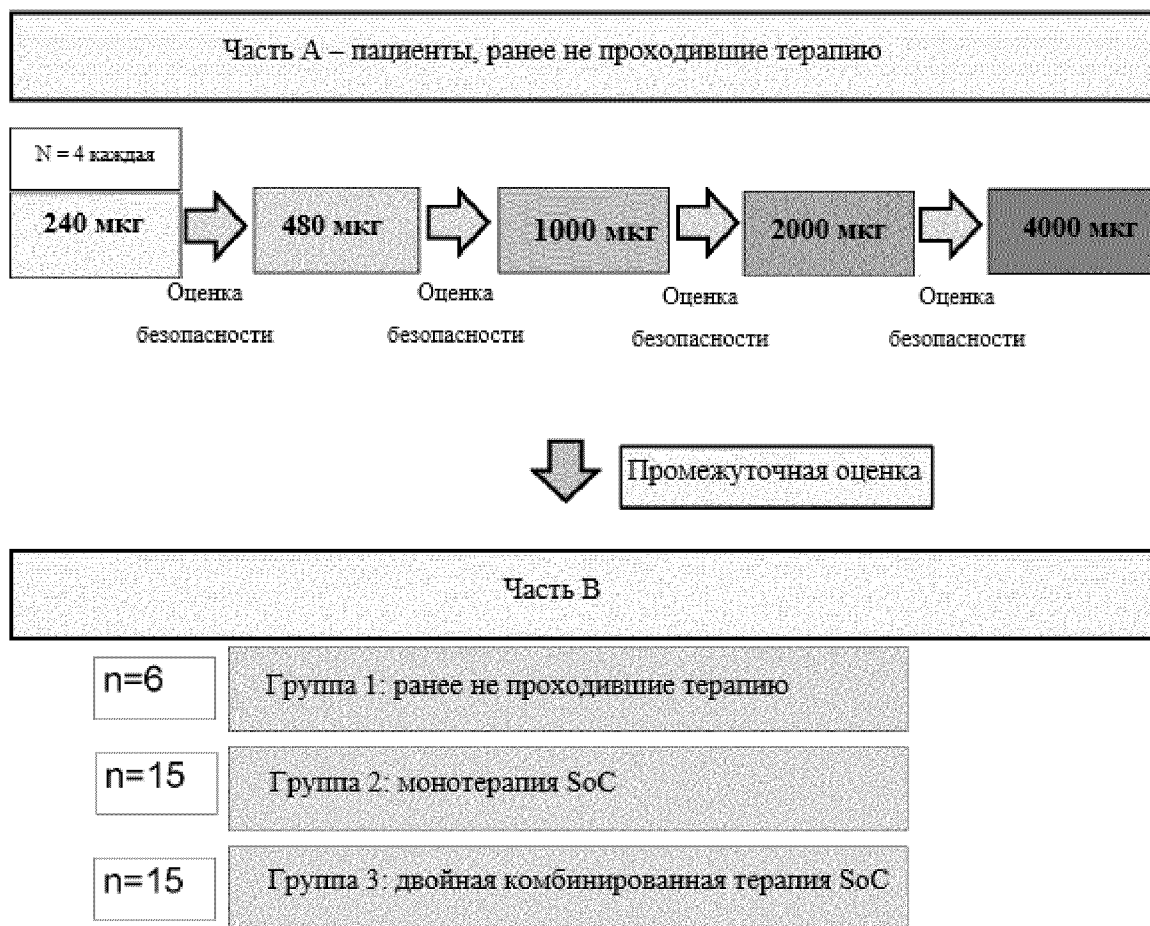 Часть А – пациенты, ранее не проходившие терапию
N = 4 каждая
240 мкг
480 мкг
1000 мкг
2000 мкг
4000 мкг
Оценка
безопасности
Оценка
безопасности
Оценка
безопасности
Оценка
безопасности
Промежуточная оценка
Часть В
n=6
Группа 1: ранее не проходившие терапию
n=15
Группа 2: монотерапия SoC
n=15
Группа 3: двойная комбинированная терапия SoC